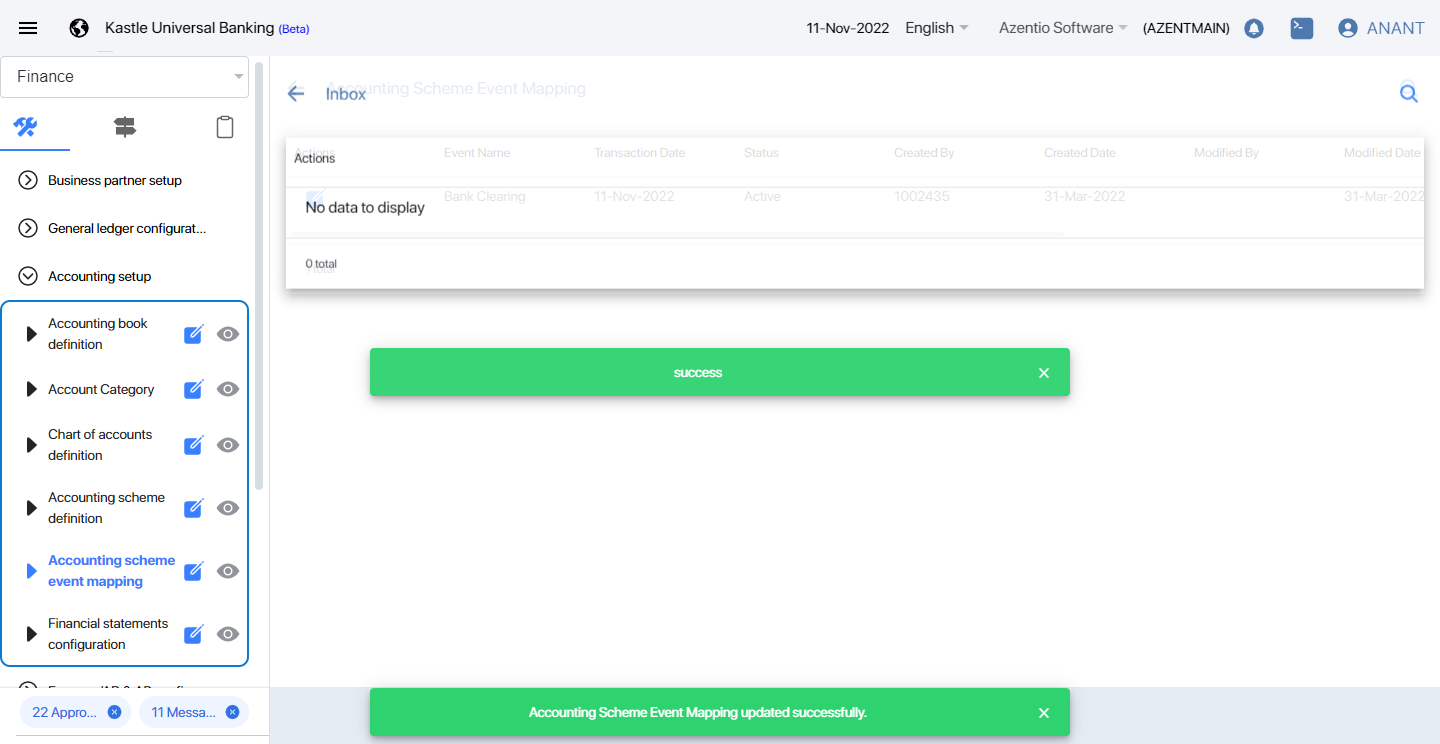 Kastle Universal Banking (Beta)
11-Nov-2022
English
Azentio Software
(AZENTMAIN)
ANANT
Finance
Business partner setup
General ledger configurat...
Accounting setup
Accounting book
definition
Account Category
Chart of accounts
definition
Accounting scheme
definition
Accounting scheme
event mapping
Financial statements
configuration
22 Appro...
11 Messa...
Inbox
Accounting Scheme Event Mapping
Actions
Actions Event Name Transaction Date Status Created By Created Date Modified By Modified Date
Bank Clearing 11-Nov-2022 Active 1002435 31-Mar-2022 31-Mar-2022
No data to display
0 total
success
Accounting Scheme Event Mapping updated successfully.